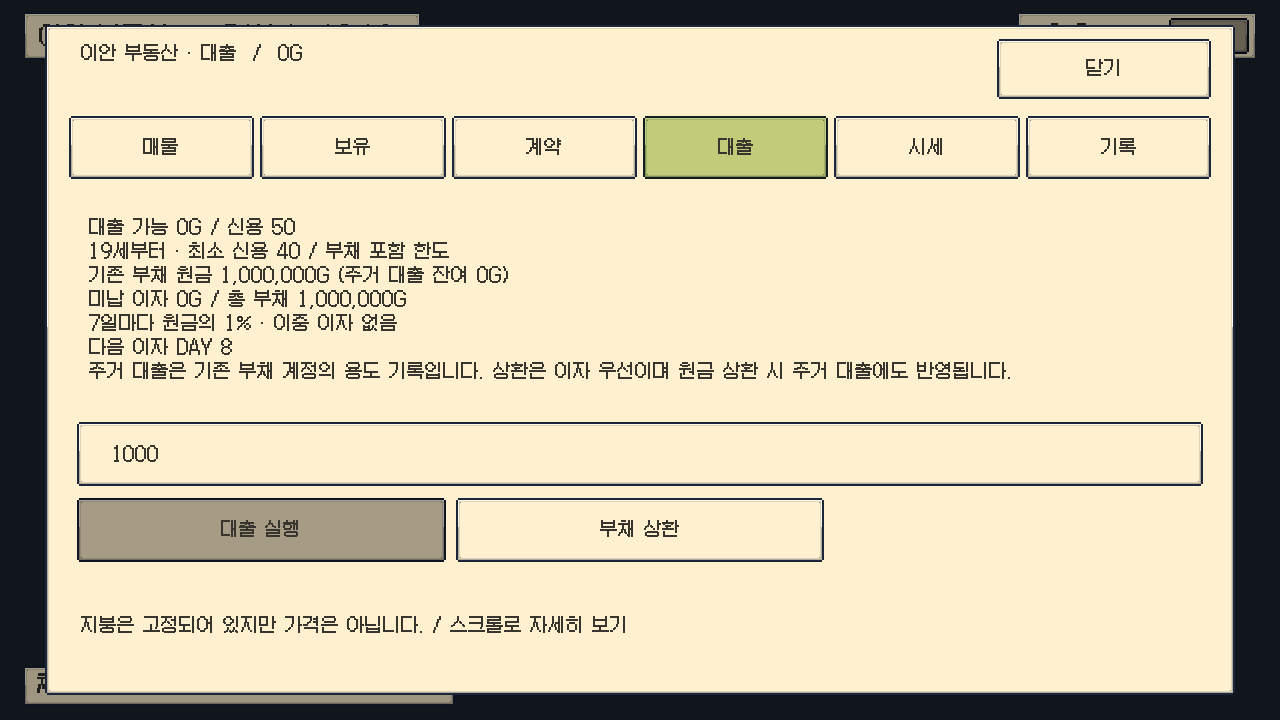 이안 부동산 · 대출 / 0G
닫기
매물 보유 계약 대출 시세 기록
대출 가능 0G / 신용 50
19세부터 · 최소 신용 40 / 부채 포함 한도
기존 부채 원금 1,000,000G (주거 대출 잔여 0G)
미납 이자 0G / 총 부채 1,000,000G
7일마다 원금의 1% · 이중 이자 없음
다음 이자 DAY 8
주거 대출은 기존 부채 계정의 용도 기록입니다. 상환은 이자 우선이며 원금 상환 시 주거 대출에도 반영됩니다.
1000
대출 실행 부채 상환
지붕은 고정되어 있지만 가격은 아닙니다. / 스크롤로 자세히 보기